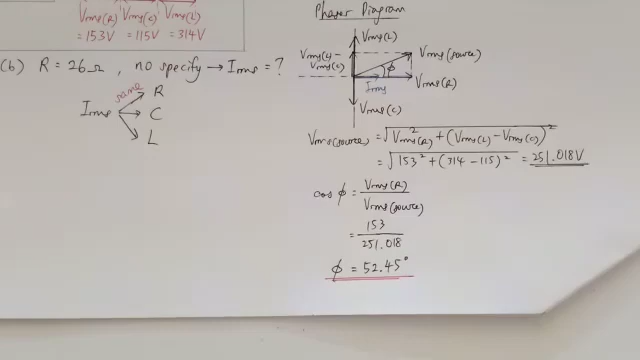 Vrms(R) Vrms(C) Vrms(L)
=153V =115V =314V
(b) R = 26Ω, no specify → Irms = ?
same
Irms
R
C
L
Phasor Diagram
Vrms(L)
Vrms(L) -
Vrms(C)
Vrms(source)
ϕ
Irms
Vrms(R)
Vrms(C)
Vrms(source) = √Vrms(R)² + (Vrms(L) - Vrms(C))²
= √153² + (314 - 115)² = 251.018V
cos ϕ = Vrms(R)
Vrms(source)
= 153
251.018
ϕ = 52.45°